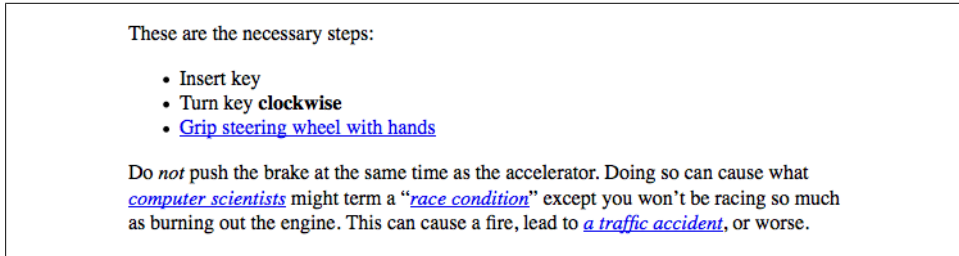 These are the necessary steps:
• Insert key
• Turn key clockwise
• Grip steering wheel with hands
Do not push the brake at the same time as the accelerator. Doing so can cause what
computer scientists might term a “race condition” except you won’t be racing so much
as burning out the engine. This can cause a fire, lead to a traffic accident, or worse.